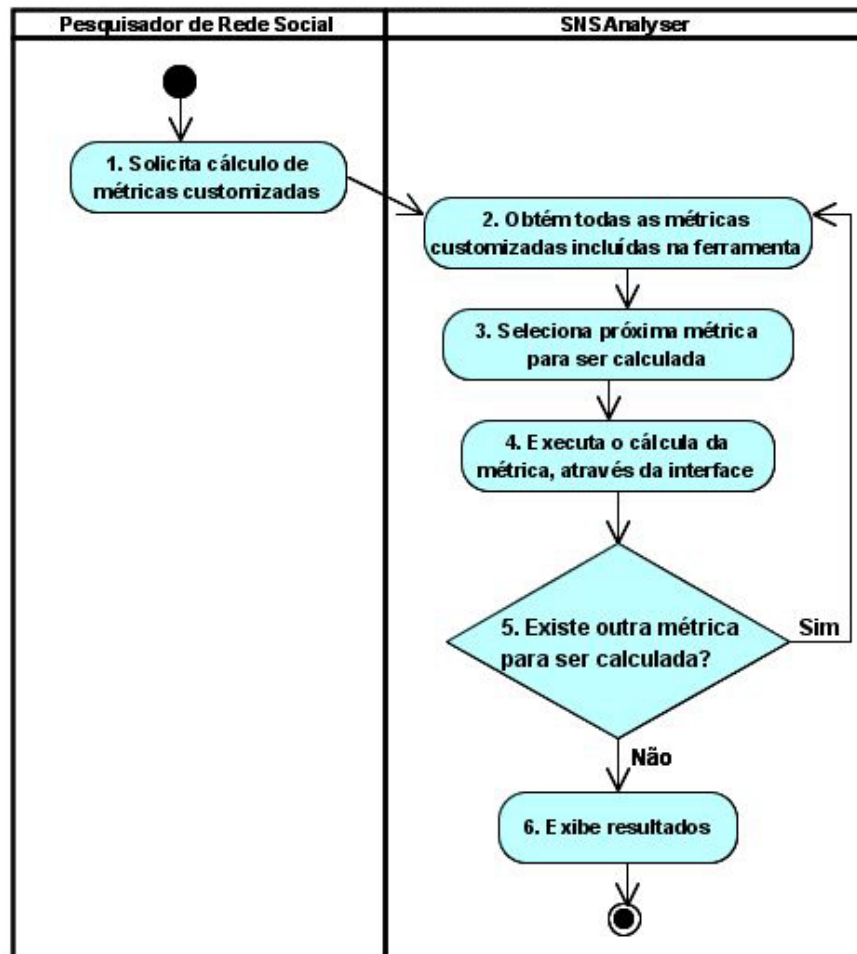 Pesquisador de Rede Social
SNSAnalyser
1. Solicita cálculo de
métricas customizadas
2. Obtém todas as métricas
customizadas incluídas na ferramenta
3. Seleciona próxima métrica
para ser calculada
4. Executa o cálcula da
métrica, através da interface
5. Existe outra métrica
para ser calculada?
Sim
Não
6. Exibe resultados